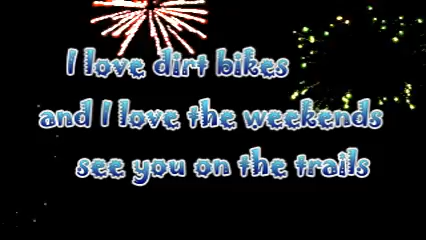 I love dirt bikes
and I love the weekends
see you on the trails